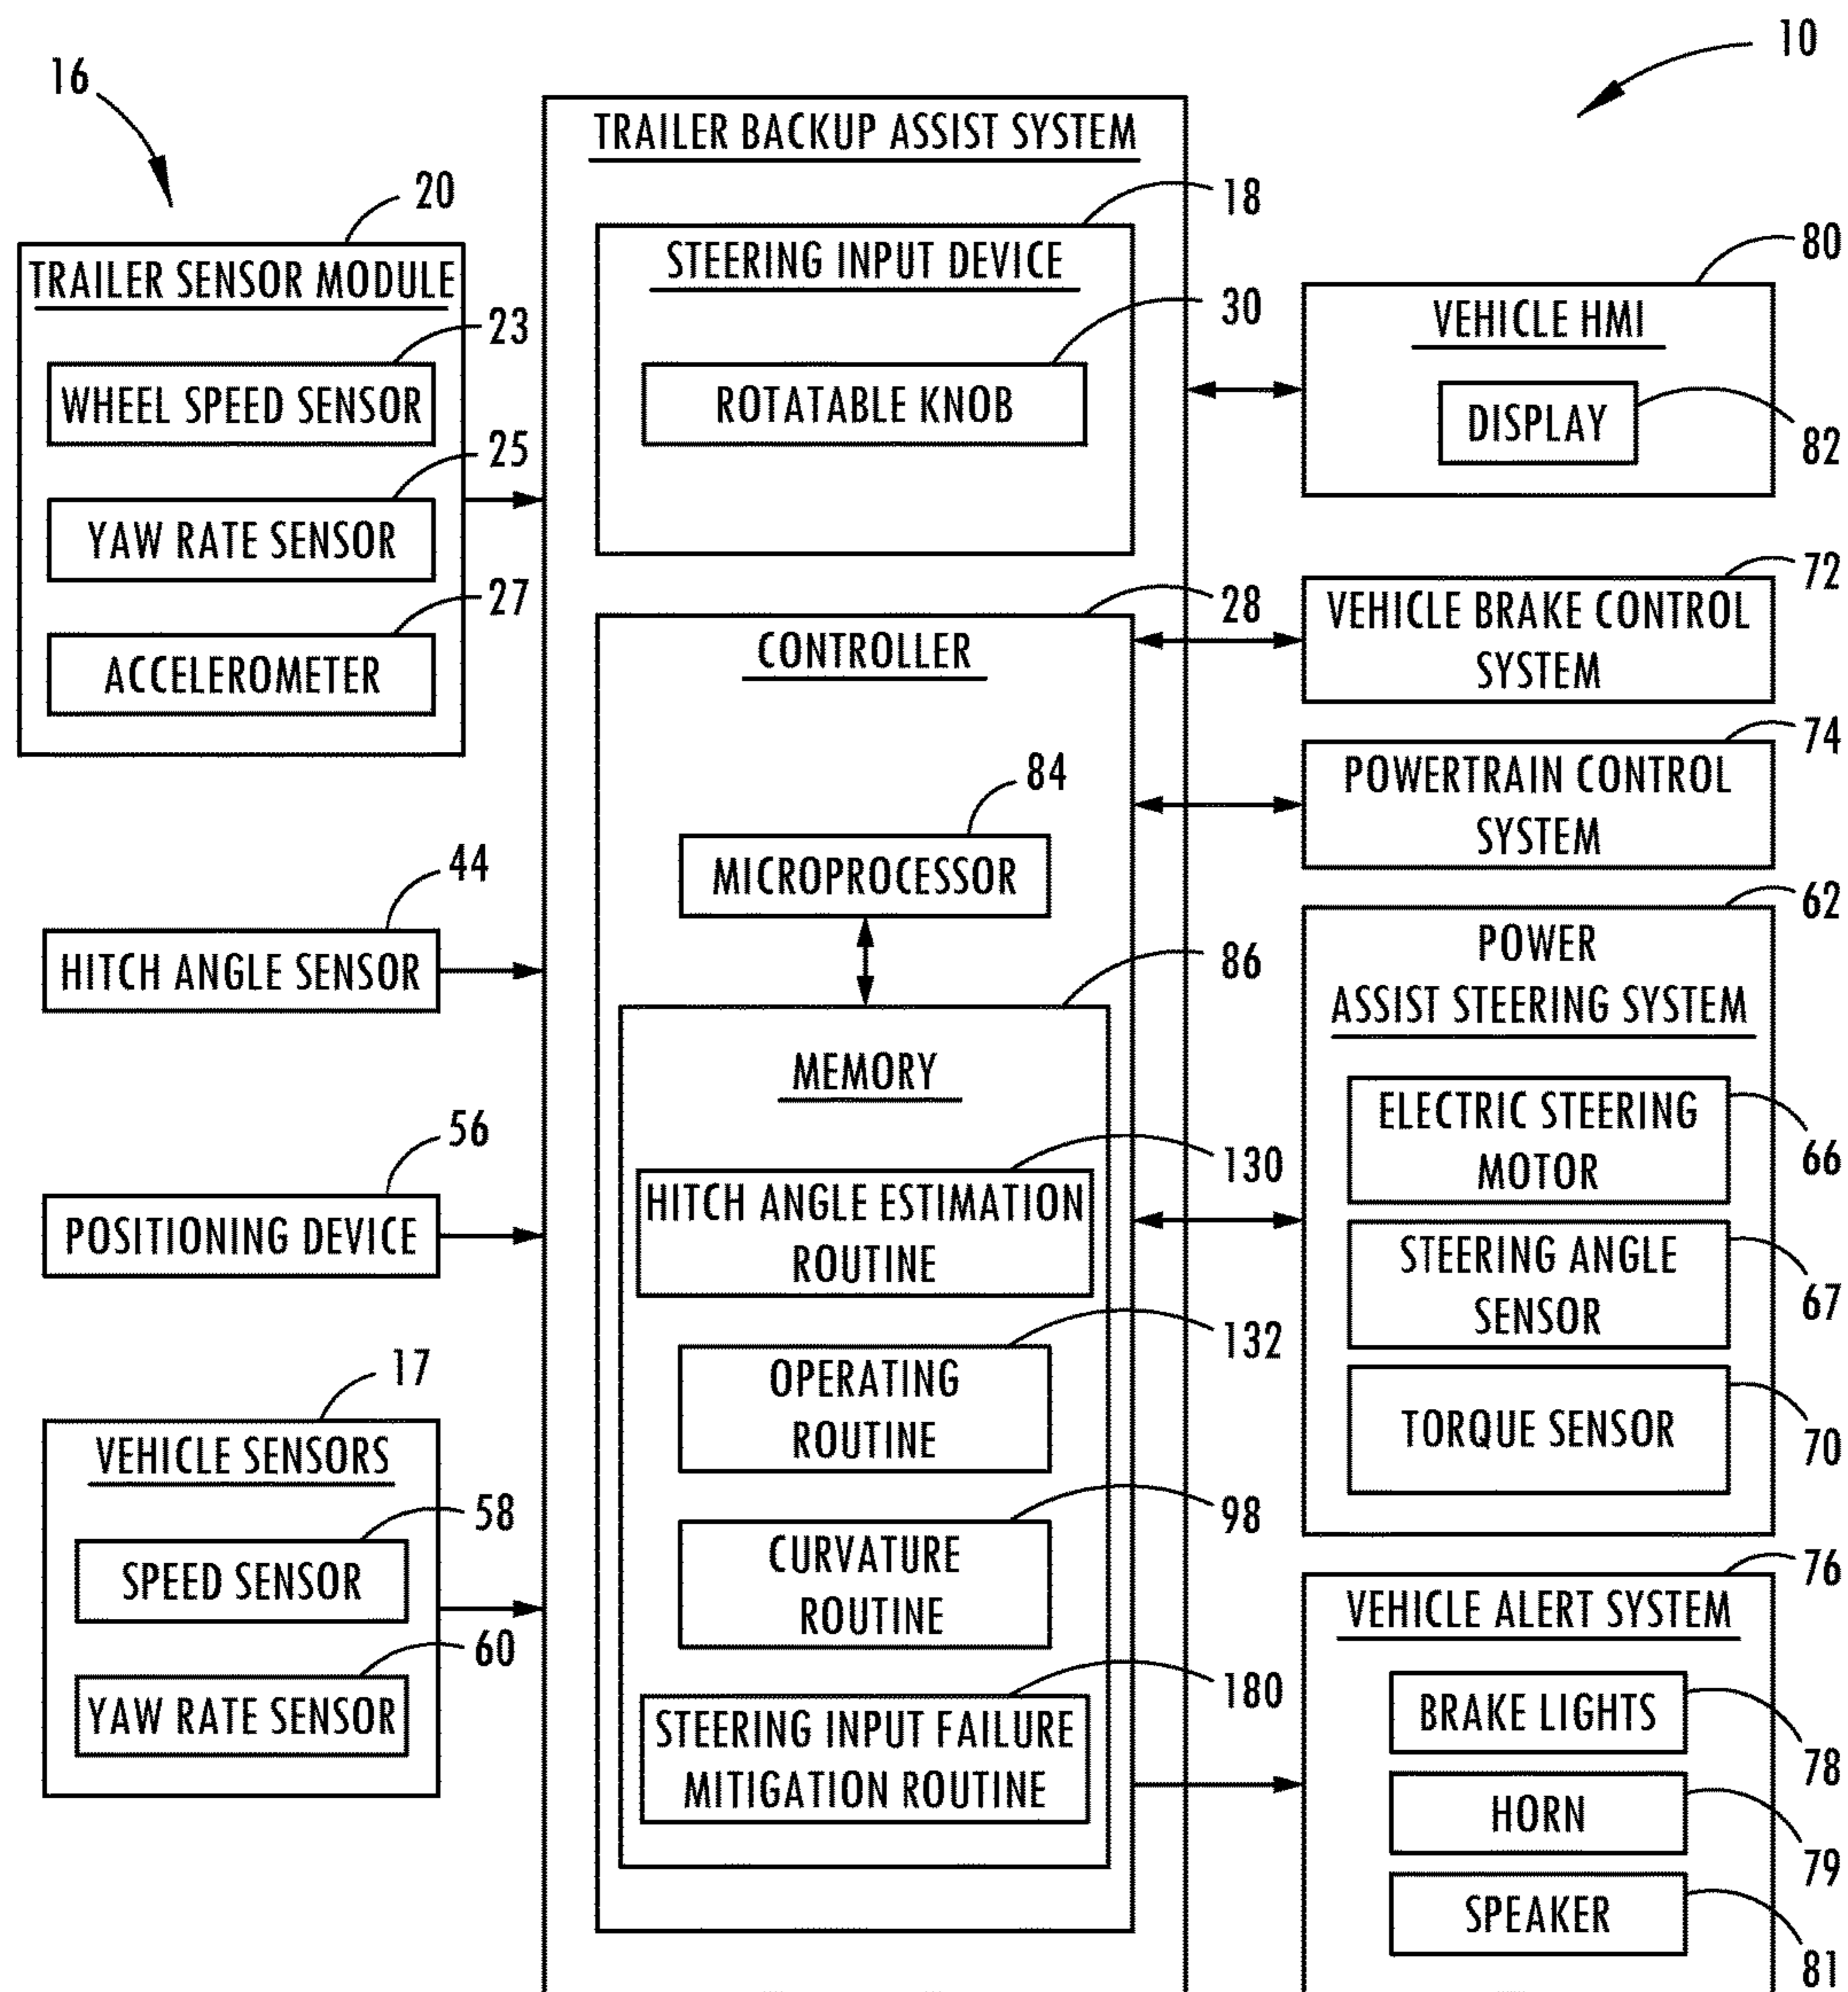 10
16
TRAILER BACKUP ASSIST SYSTEM
20
18
TRAILER SENSOR MODULE
STEERING INPUT DEVICE
80
23
30
VEHICLE HMI
WHEEL SPEED SENSOR
ROTATABLE KNOB
DISPLAY
82
25
YAW RATE SENSOR
72
27
28
VEHICLE BRAKE CONTROL
SYSTEM
ACCELEROMETER
CONTROLLER
74
84
POWERTRAIN CONTROL
SYSTEM
MICROPROCESSOR
44
62
HITCH ANGLE SENSOR
86
POWER
ASSIST STEERING SYSTEM
MEMORY
56
130
ELECTRIC STEERING
MOTOR
66
POSITIONING DEVICE
HITCH ANGLE ESTIMATION
ROUTINE
STEERING ANGLE
SENSOR
67
17
132
OPERATING
ROUTINE
TORQUE SENSOR
70
VEHICLE SENSORS
58
98
SPEED SENSOR
CURVATURE
ROUTINE
76
60
VEHICLE ALERT SYSTEM
YAW RATE SENSOR
180
STEERING INPUT FAILURE
MITIGATION ROUTINE
BRAKE LIGHTS
78
HORN
79
SPEAKER
81